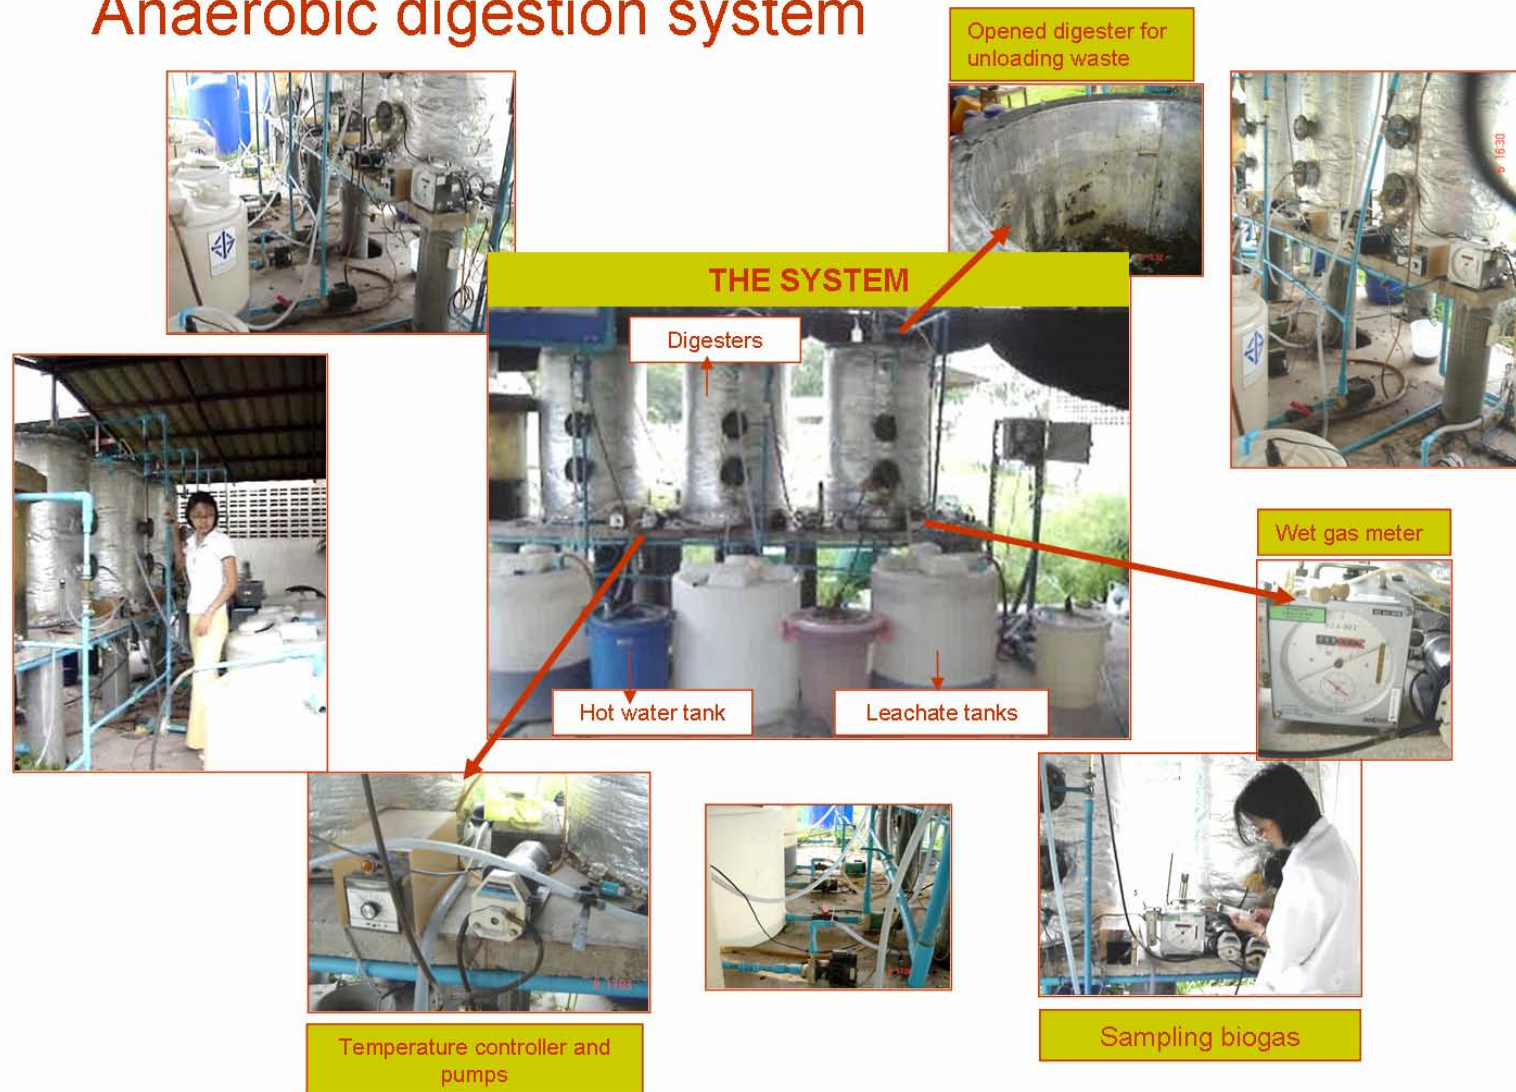 Anaerobic digestion system
Opened digester for
unloading waste
THE SYSTEM
Digesters
Wet gas meter
Hot water tank
Leachate tanks
Temperature controller and
pumps
Sampling biogas